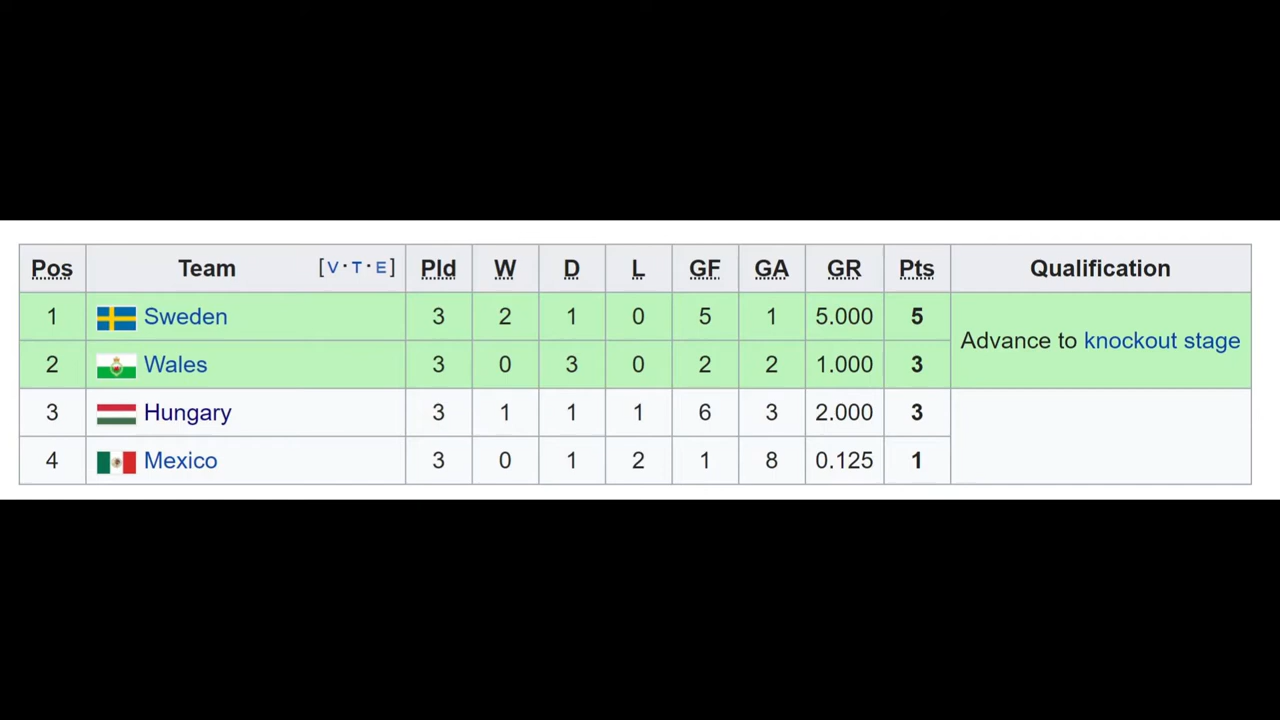 Pos Team [V·T·E] Pld W D L GF GA GR Pts Qualification
1 Sweden 3 2 1 0 5 1 5.000 5
Advance to knockout stage
2 Wales 3 0 3 0 2 2 1.000 3
3 Hungary 3 1 1 1 6 3 2.000 3
4 Mexico 3 0 1 2 1 8 0.125 1